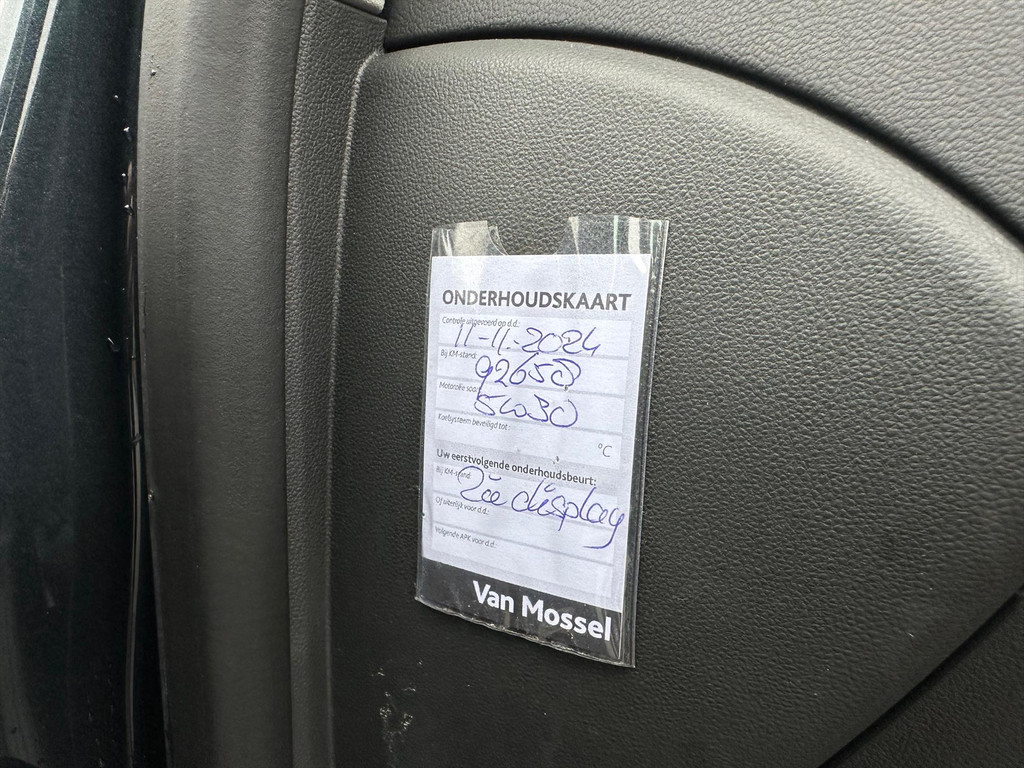 ONDERHOUDSKAART
Controle uitgevoerd op d.d.:
11-11-2024
Bij KM-stand:
92658
Motorolie soort
5W30
Koelsysteem beveiligd tot:
°C
Uw eerstvolgende onderhoudsbeurt:
Bij KM-stand:
Zie display
Of uiterlijk voor d.d.:
Volgende APK voor d.d.:
Van Mossel